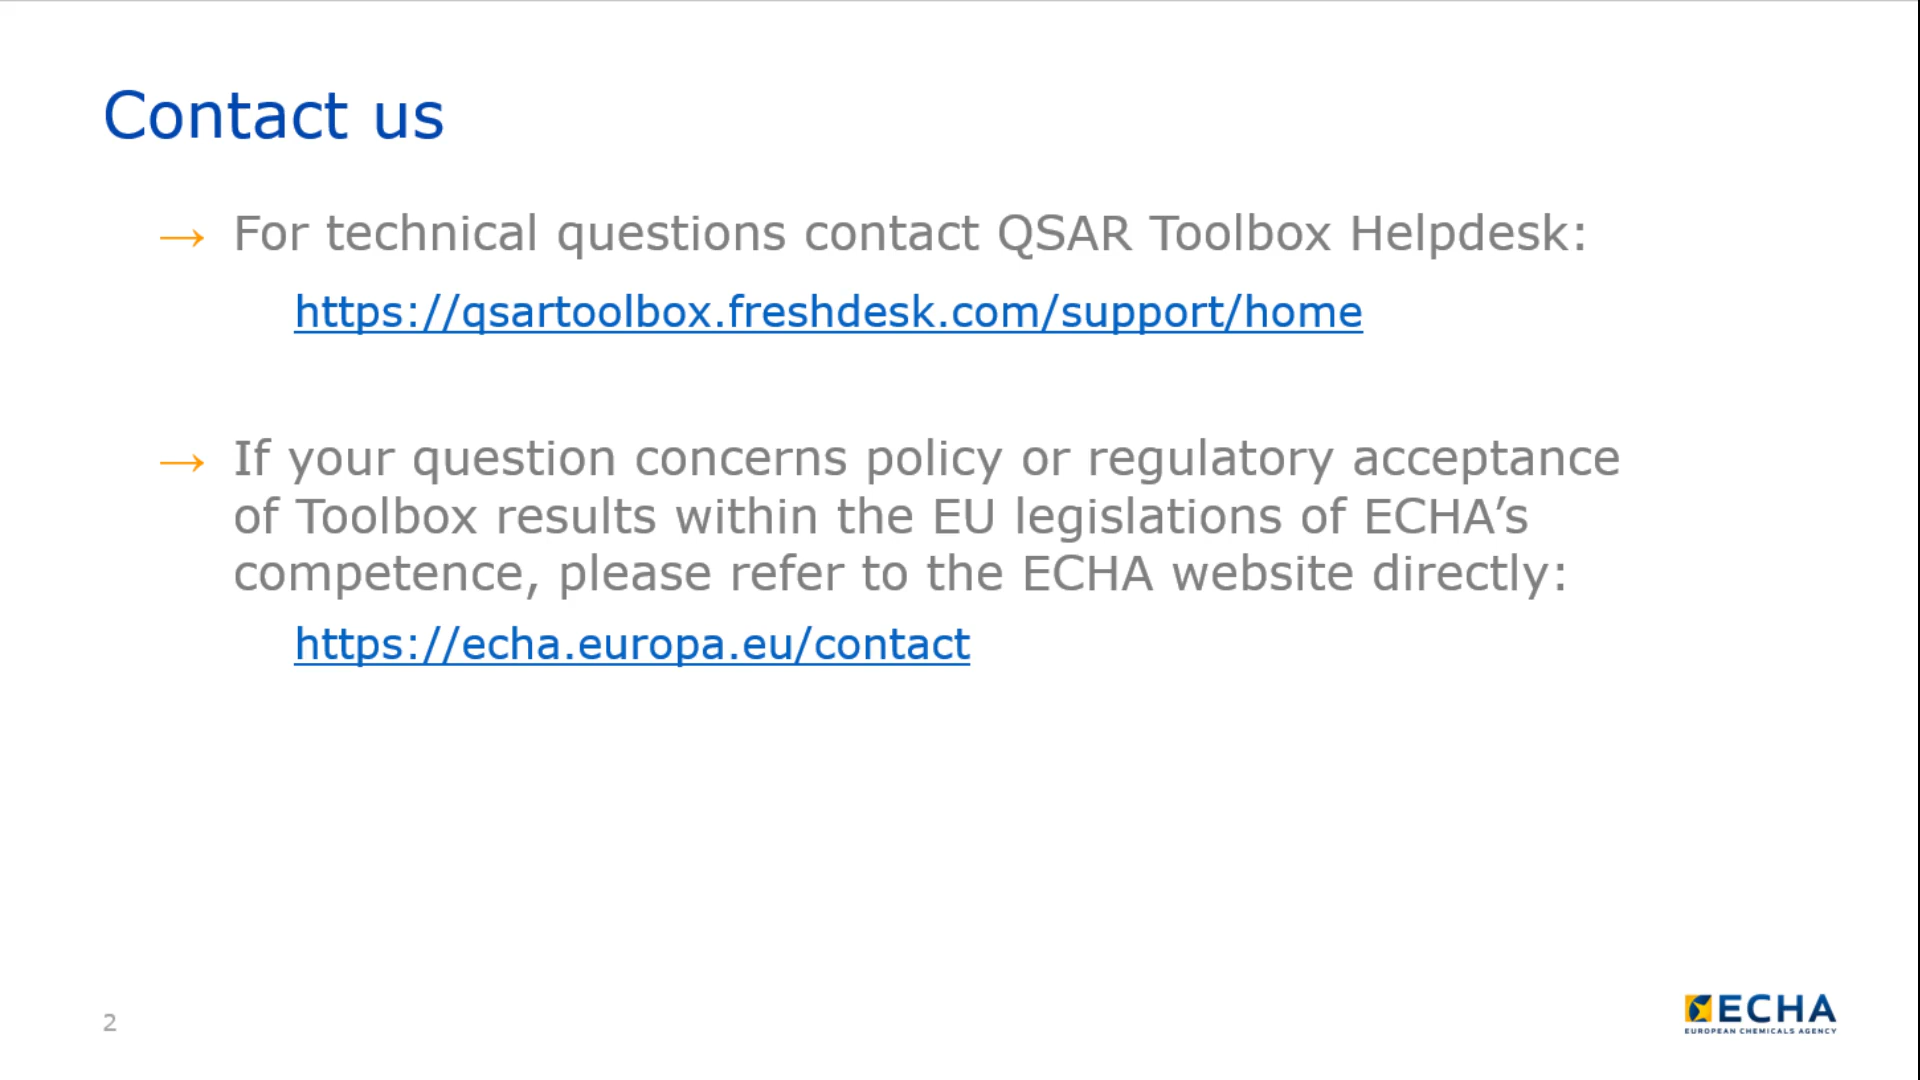 Contact us
→ For technical questions contact QSAR Toolbox Helpdesk:
https://qsartoolbox.freshdesk.com/support/home
→ If your question concerns policy or regulatory acceptance
of Toolbox results within the EU legislations of ECHA’s
competence, please refer to the ECHA website directly:
https://echa.europa.eu/contact
2
ECHA
EUROPEAN CHEMICALS AGENCY